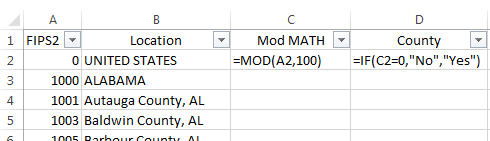 A B C D
1 FIPS2 Location Mod MATH County
2 0 UNITED STATES =MOD(A2,100) =IF(C2=0,"No","Yes")
3 1000 ALABAMA
4 1001 Autauga County, AL
5 1003 Baldwin County, AL
6 1005 Barbour County, AL